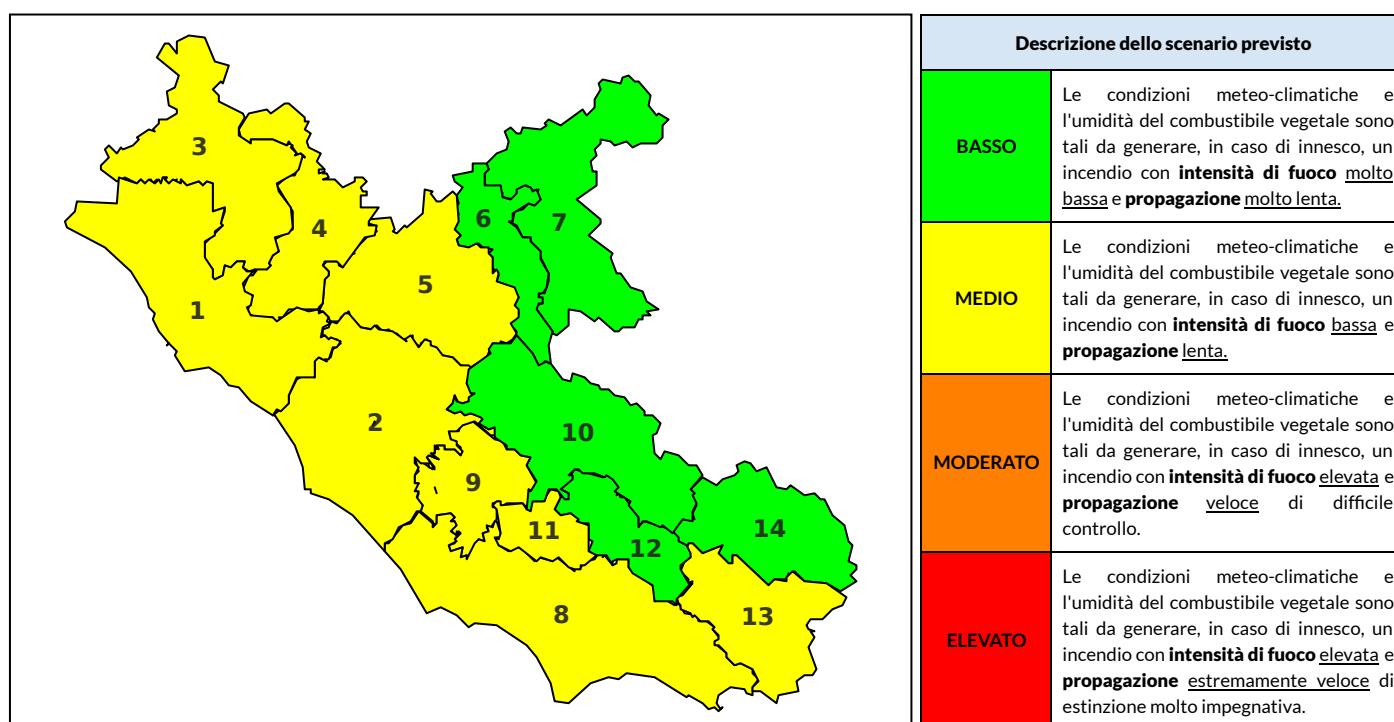 3
4
6
7
5
1
2
10
9
11
12
14
8
13
Descrizione dello scenario previsto
BASSO
Le condizioni meteo-climatiche e
l'umidità del combustibile vegetale sono
tali da generare, in caso di innesco, un
incendio con intensità di fuoco molto
bassa e propagazione molto lenta.
MEDIO
Le condizioni meteo-climatiche e
l'umidità del combustibile vegetale sono
tali da generare, in caso di innesco, un
incendio con intensità di fuoco bassa e
propagazione lenta.
MODERATO
Le condizioni meteo-climatiche e
l'umidità del combustibile vegetale sono
tali da generare, in caso di innesco, un
incendio con intensità di fuoco elevata e
propagazione veloce di difficile
controllo.
ELEVATO
Le condizioni meteo-climatiche e
l'umidità del combustibile vegetale sono
tali da generare, in caso di innesco, un
incendio con intensità di fuoco elevata e
propagazione estremamente veloce di
estinzione molto impegnativa.